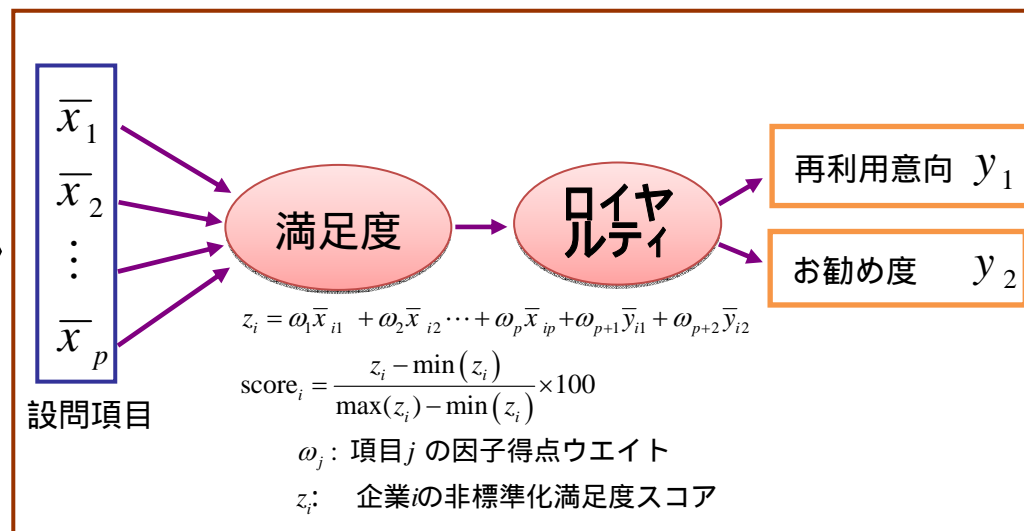 x̄₁
x̄₂
⋮
x̄ₚ
設問項目
満足度
ロイヤ
ルティ
再利用意向 y₁
お勧め度 y₂
zᵢ = ω₁x̄ᵢ₁ + ω₂x̄ᵢ₂ ⋯ + ωₚx̄ᵢₚ + ωₚ₊₁ȳᵢ₁ + ωₚ₊₂ȳᵢ₂
scoreᵢ = (zᵢ − min(zᵢ)) / (max(zᵢ) − min(zᵢ)) × 100
ωⱼ : 項目j の因子得点ウエイト
zᵢ: 企業iの非標準化満足度スコア